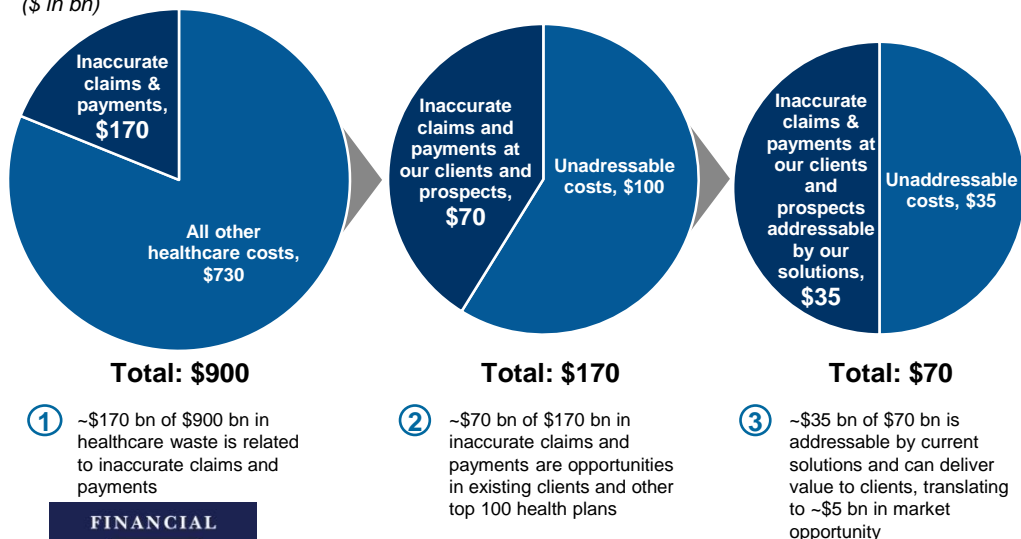 ($ in bn)
Inaccurate
claims &
payments,
$170
All other
healthcare costs,
$730
Total: $900
1 ~$170 bn of $900 bn in
healthcare waste is related
to inaccurate claims and
payments
FINANCIAL
Inaccurate
claims and
payments at
our clients and
prospects,
$70
Unadressable
costs, $100
Total: $170
2 ~$70 bn of $170 bn in
inaccurate claims and
payments are opportunities
in existing clients and other
top 100 health plans
Inaccurate
claims &
payments at
our clients
and
prospects
addressable
by our
solutions,
$35
Unaddressable
costs, $35
Total: $70
3 ~$35 bn of $70 bn is
addressable by current
solutions and can deliver
value to clients, translating
to ~$5 bn in market
opportunity